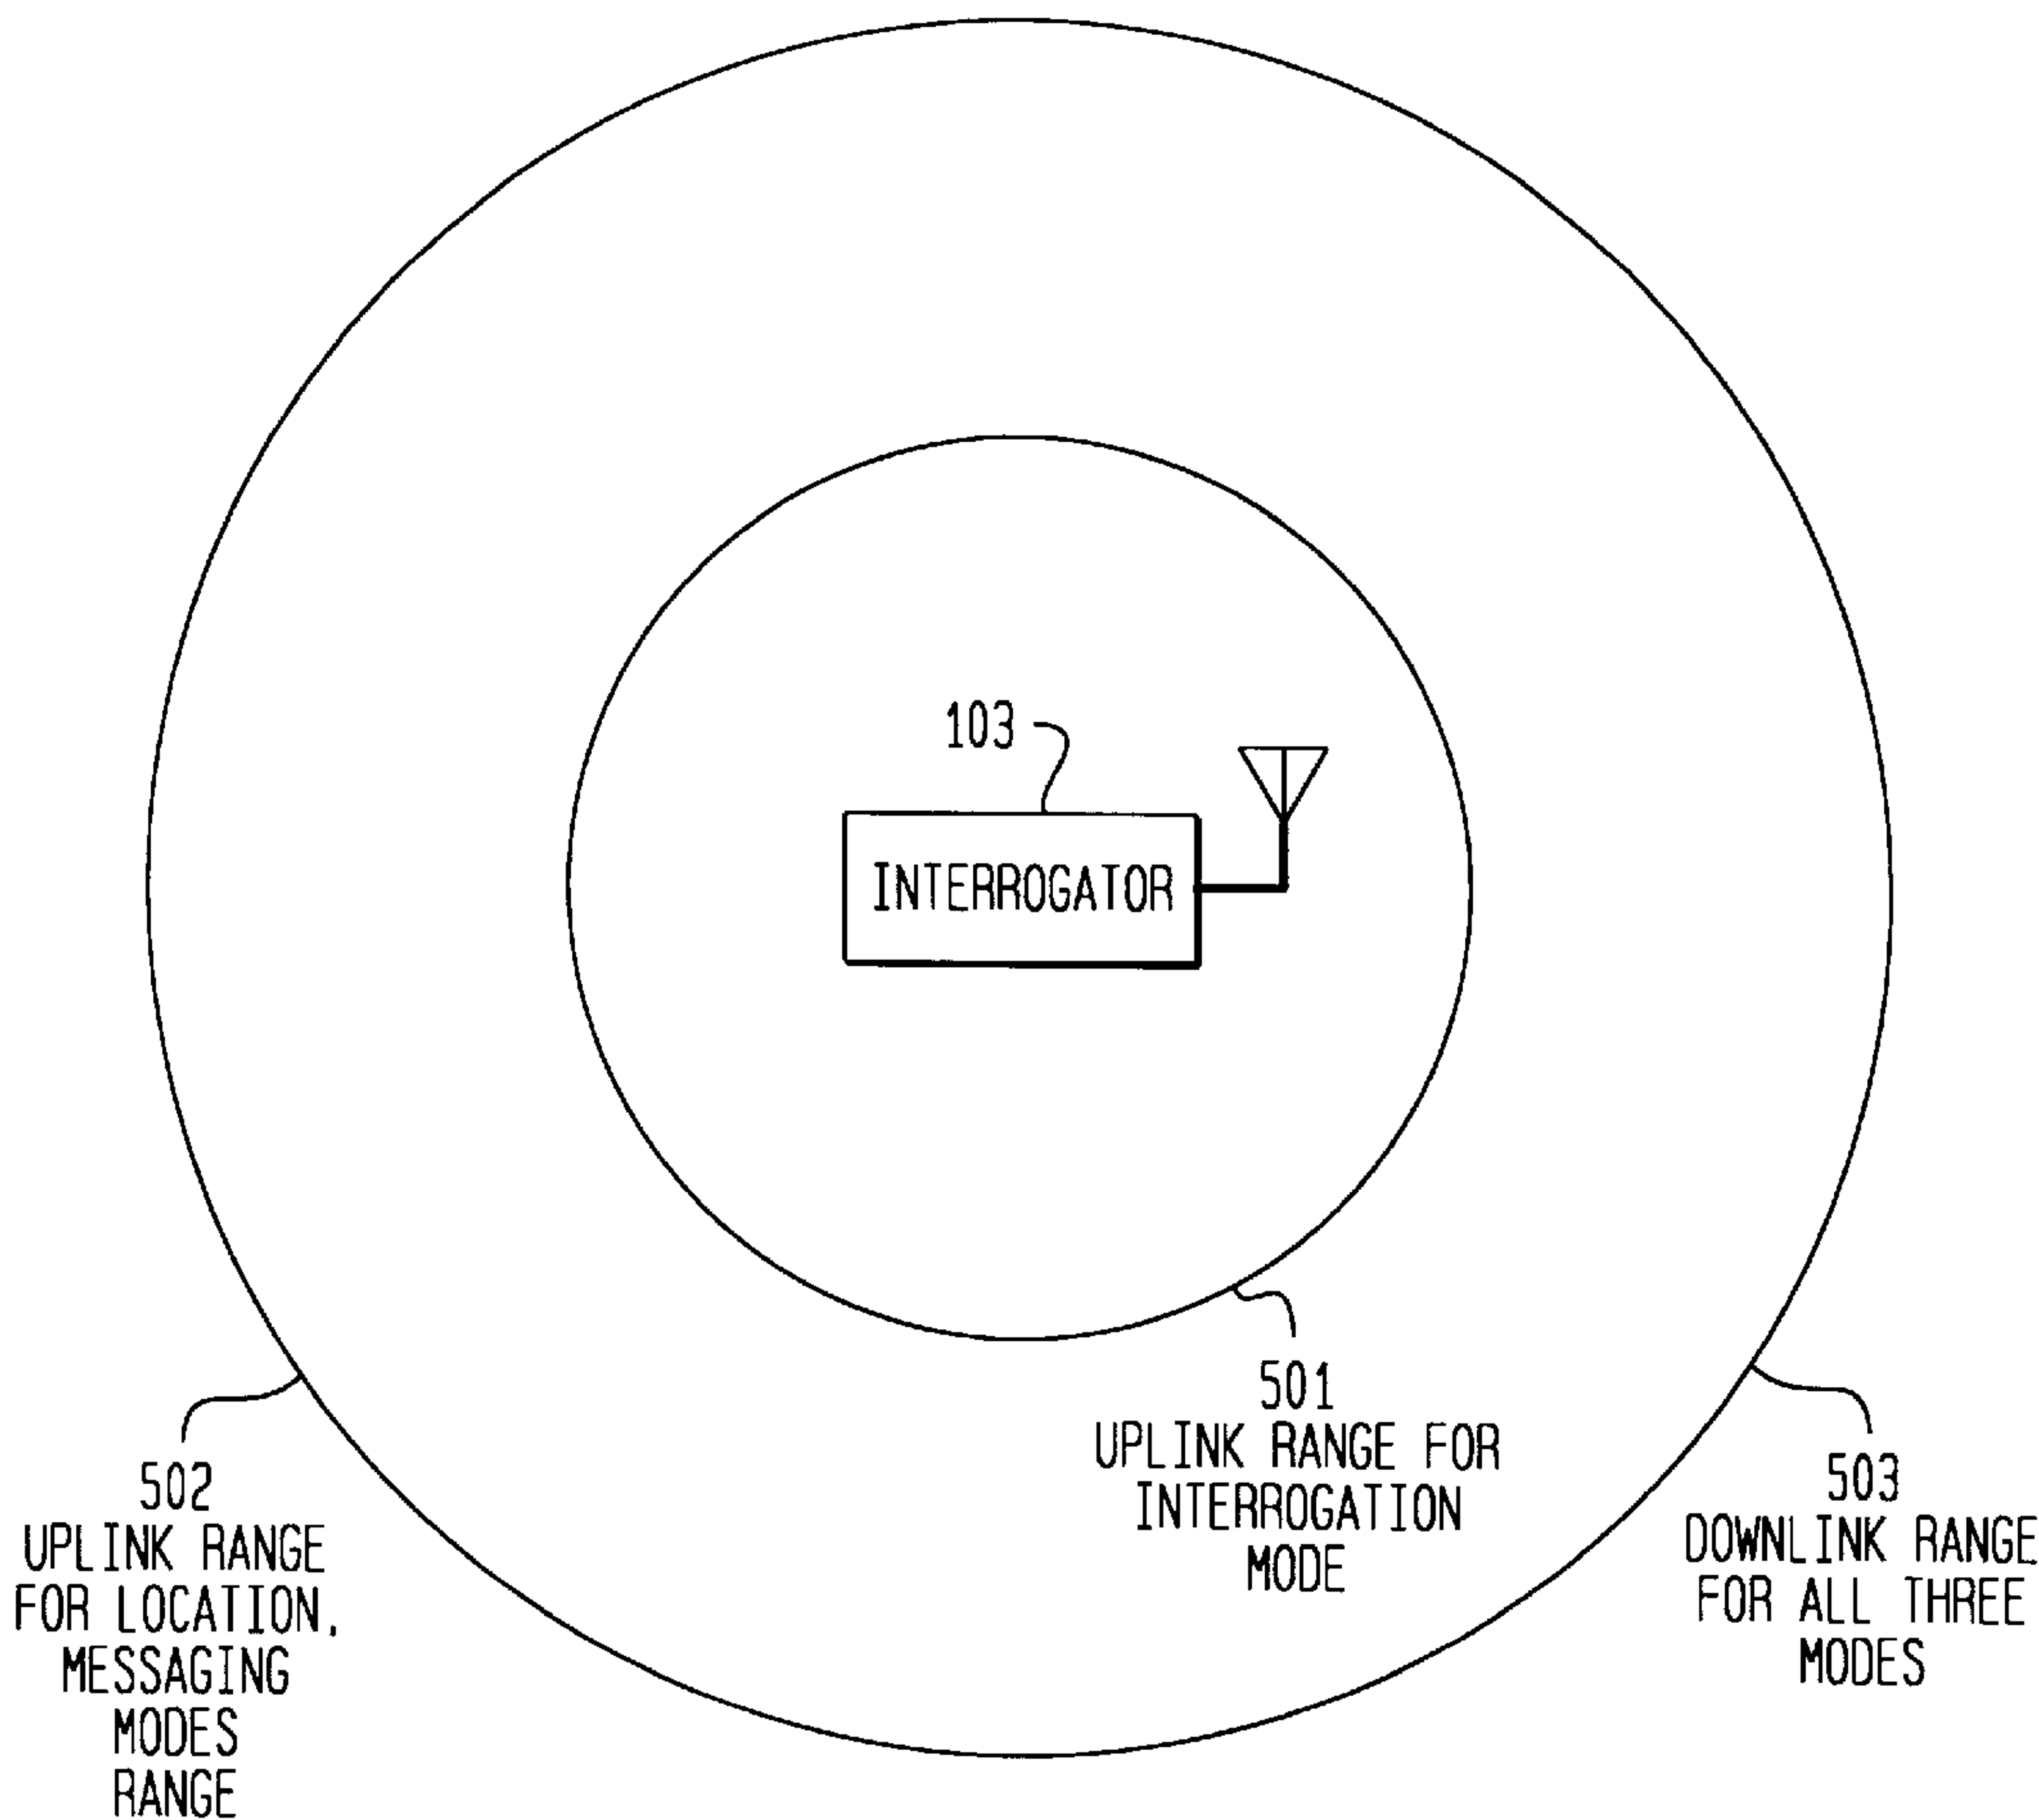 103
INTERROGATOR
501
UPLINK RANGE FOR
INTERROGATION
MODE
502
UPLINK RANGE
FOR LOCATION,
MESSAGING
MODES
RANGE
503
DOWNLINK RANGE
FOR ALL THREE
MODES